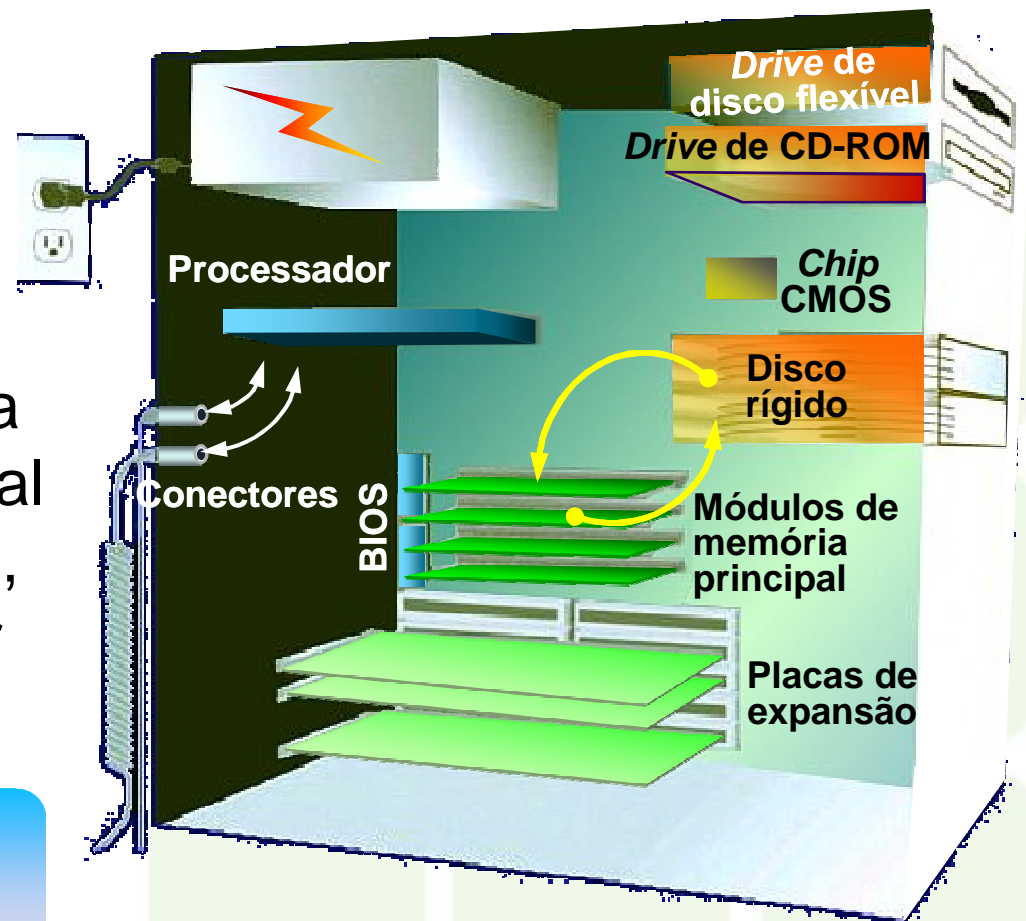 Drive de
disco flexível
Drive de CD-ROM
Processador
Chip
CMOS
Disco
rígido
a
al
Conectores
BIOS
,
Módulos de
memória
principal
Placas de
expansão